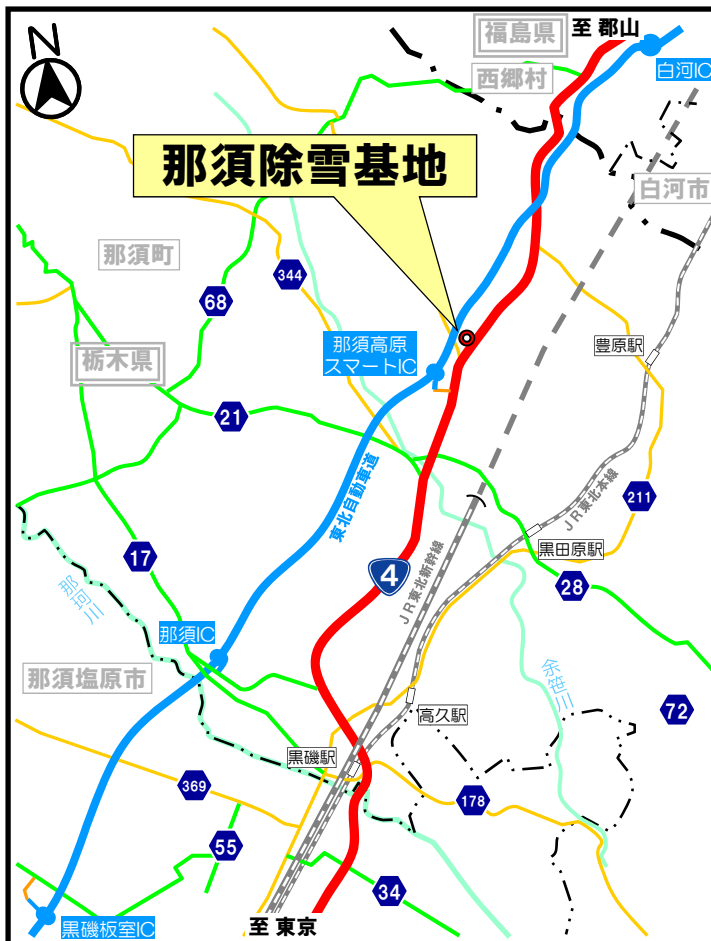 N
福島県
至 郡山
西郷村
白河IC
那須除雪基地
白河市
那須町
344
68
豊原駅
那須高原
スマートIC
栃木県
21
東北自動車道
211
JR東北本線
4
黒田原駅
17
JR東北新幹線
28
那珂川
那須IC
余笹川
那須塩原市
72
高久駅
黒磯駅
369
178
55
34
黒磯板室IC
至 東京